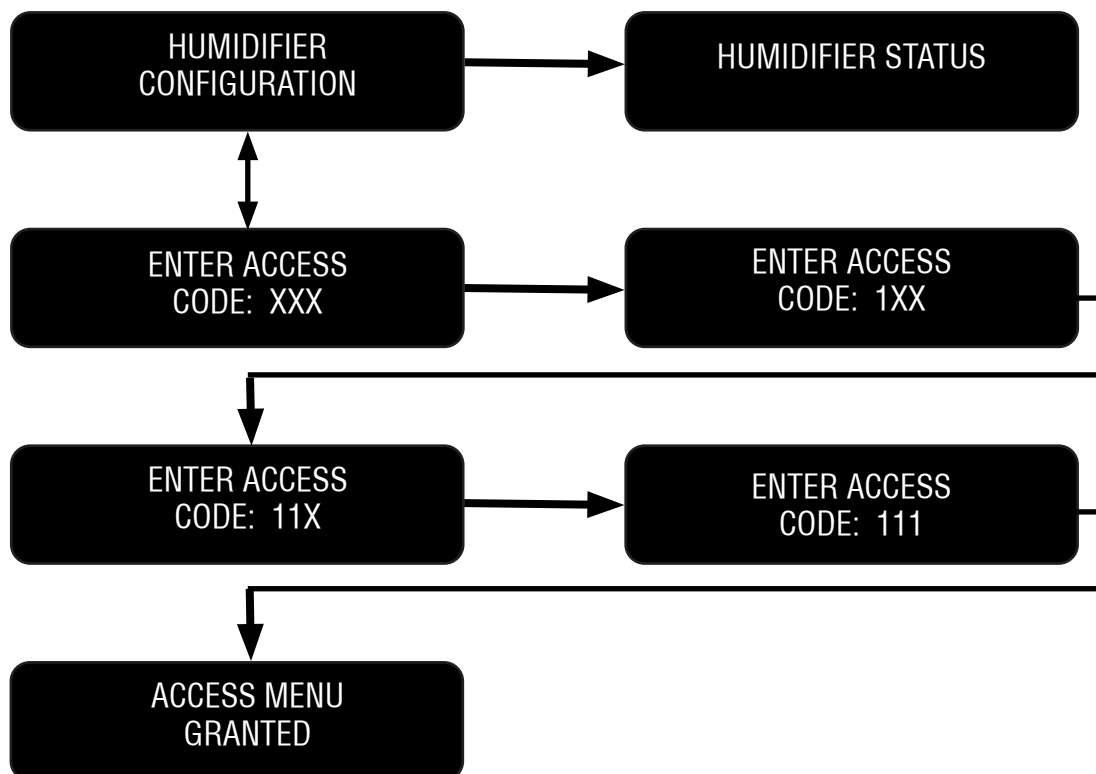 HUMIDIFIER
CONFIGURATION
HUMIDIFIER STATUS
ENTER ACCESS
CODE: XXX
ENTER ACCESS
CODE: 1XX
ENTER ACCESS
CODE: 11X
ENTER ACCESS
CODE: 111
ACCESS MENU
GRANTED